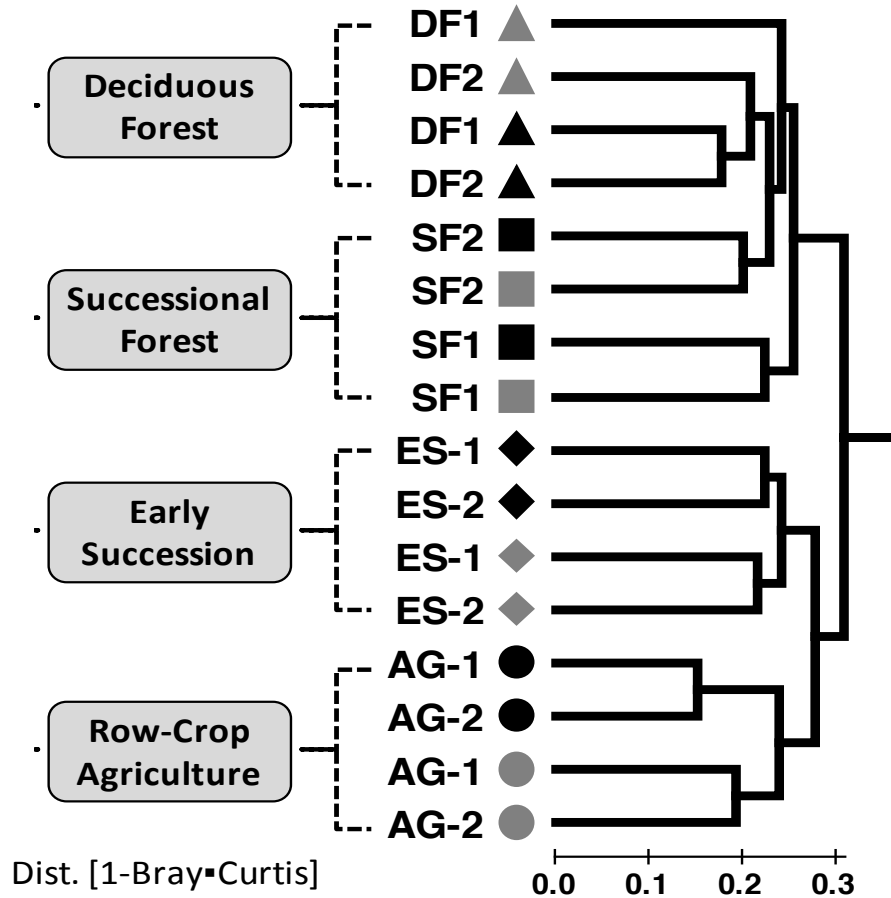 DF1
DF2
DF1
DF2
Deciduous
Forest
SF2
SF2
SF1
SF1
Successional
Forest
ES-1
ES-2
ES-1
ES-2
Early
Succession
AG-1
AG-2
AG-1
AG-2
Row-Crop
Agriculture
Dist. [1-Bray▪Curtis]
0.0 0.1 0.2 0.3